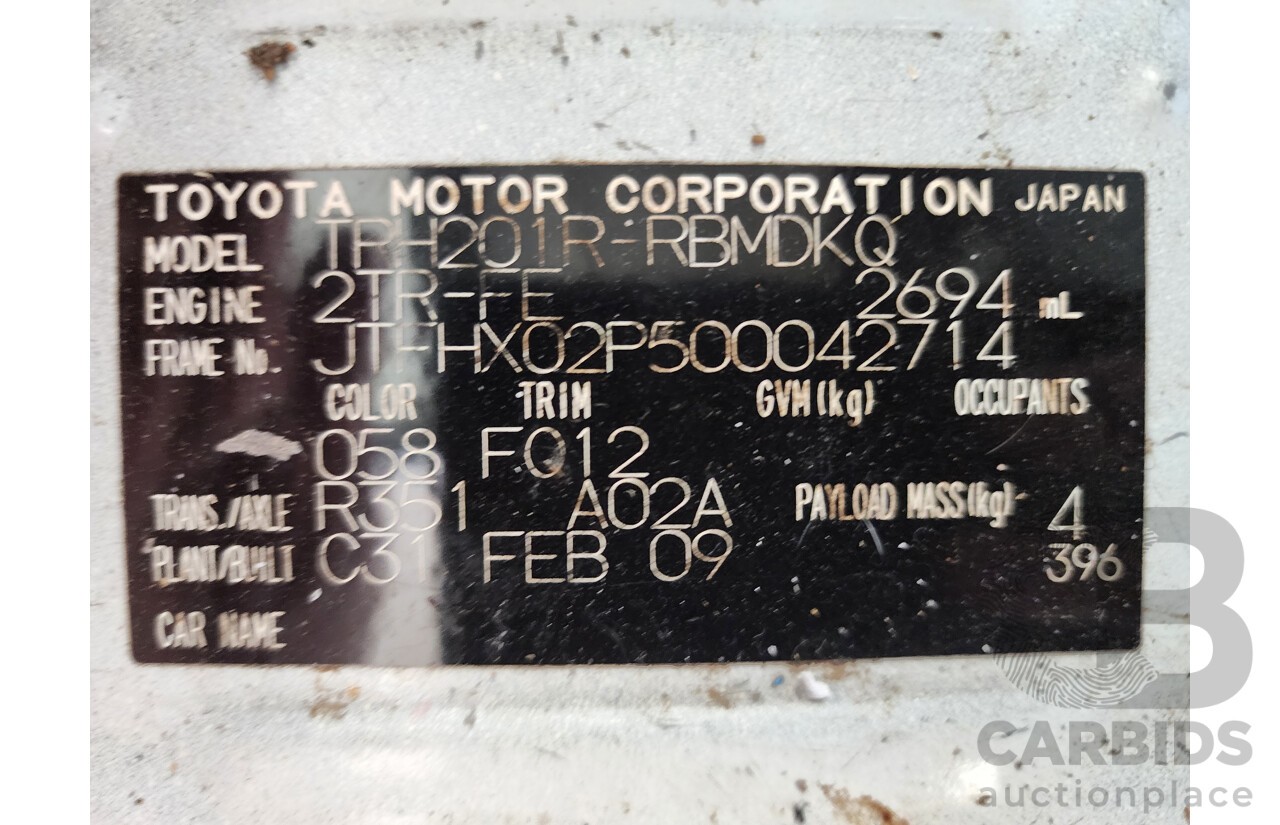 TOYOTA MOTOR CORPORATION JAPAN
MODEL TRH201R-RBMDKQ
ENGINE 2TR-FE 2694 mL
FRAME No. JTFHX02P500042714
COLOR TRIM GVM(kg) OCCUPANTS
058 FQ12
TRANS./AXLE R351 A02A PAYLOAD MASS(kg) 4
PLANT/BUILT C31 FEB 09 396
CAR NAME
B
CARBIDS
auctionplace